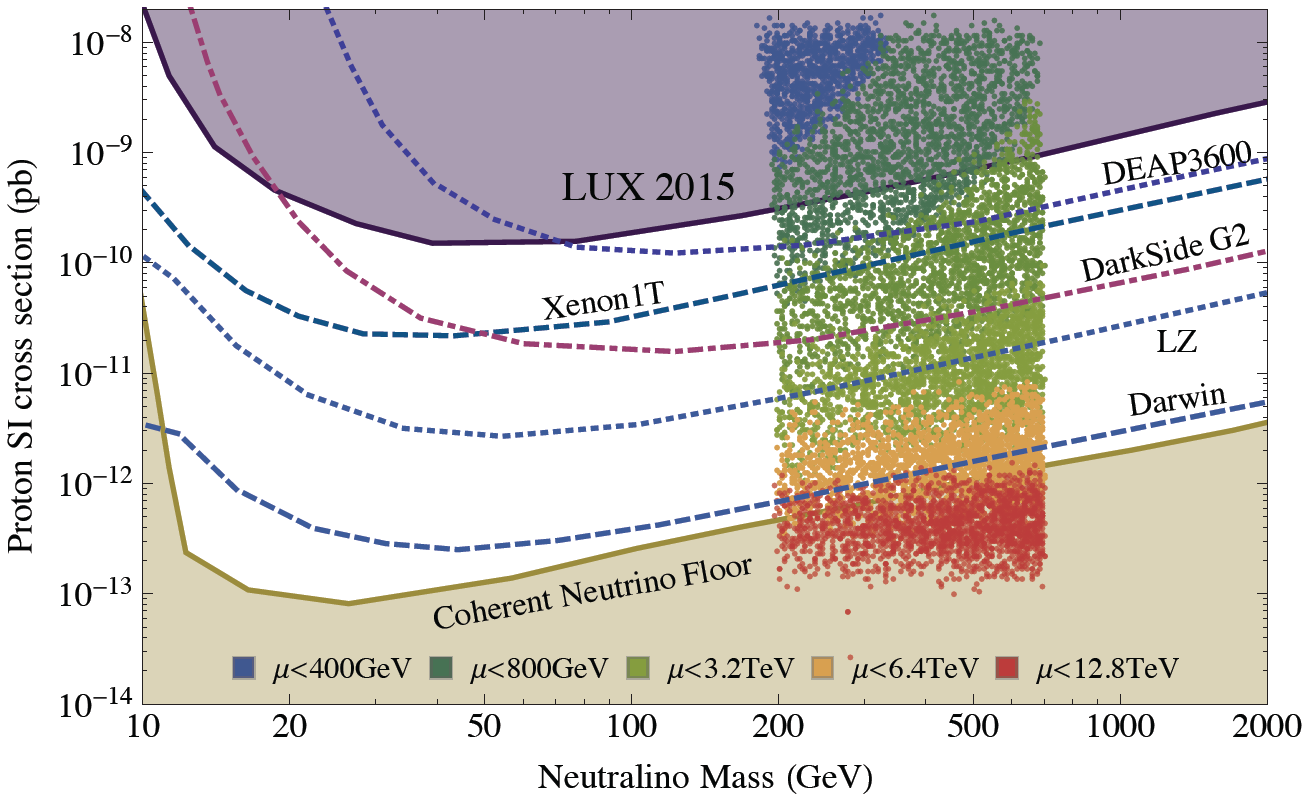 Proton SI cross section (pb)
10⁻⁸
10⁻⁹
10⁻¹⁰
10⁻¹¹
10⁻¹²
10⁻¹³
10⁻¹⁴
LUX 2015
DEAP3600
Xenon1T
DarkSide G2
LZ
Darwin
Coherent Neutrino Floor
μ<400GeV μ<800GeV μ<3.2TeV μ<6.4TeV μ<12.8TeV
10 20 50 100 200 500 1000 2000
Neutralino Mass (GeV)